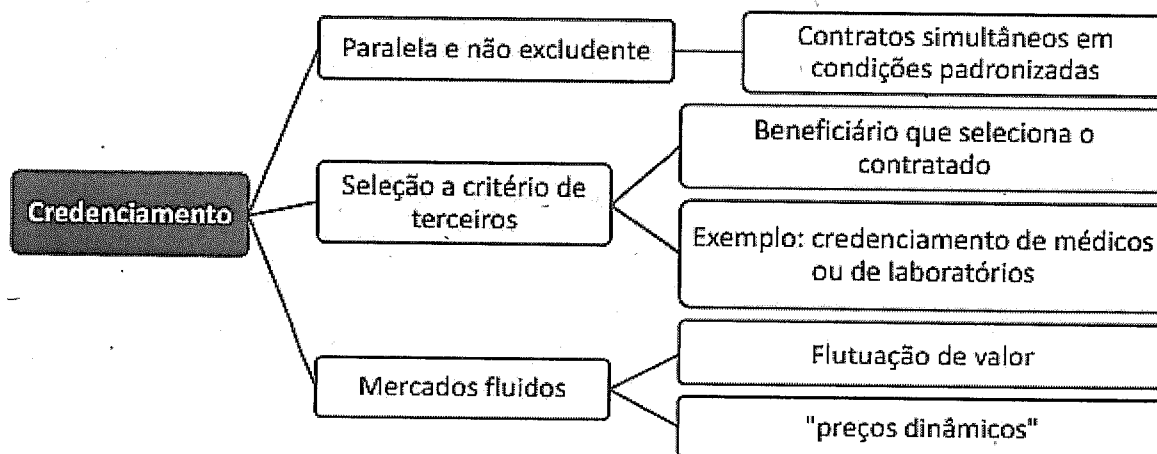 Credenciamento
Paralela e não excludente
Contratos simultâneos em
condições padronizadas
Seleção a critério de
terceiros
Beneficiário que seleciona o
contratado
Exemplo: credenciamento de médicos
ou de laboratórios
Mercados fluidos
Flutuação de valor
"preços dinâmicos"